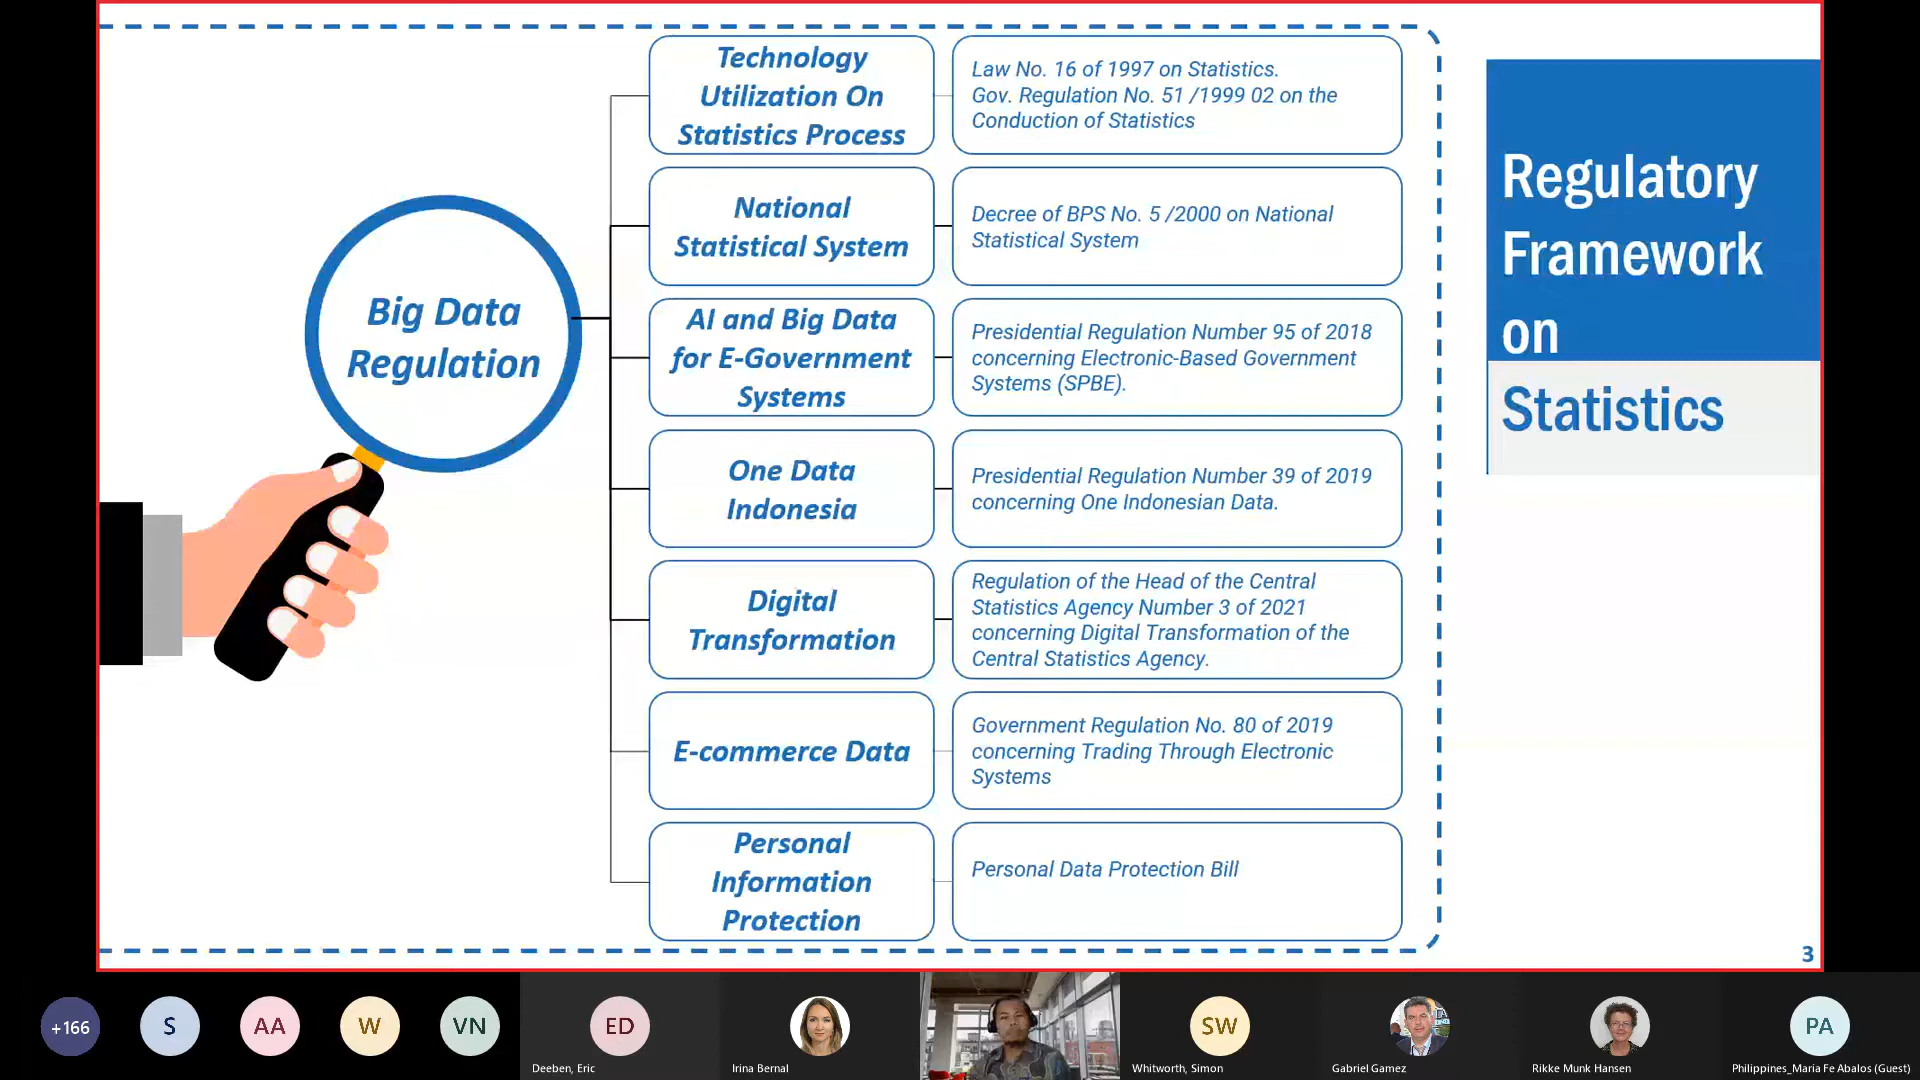 Big Data
Regulation
Technology
Utilization On
Statistics Process
Law No. 16 of 1997 on Statistics.
Gov. Regulation No. 51 /1999 02 on the
Conduction of Statistics
National
Statistical System
Decree of BPS No. 5 /2000 on National
Statistical System
AI and Big Data
for E-Government
Systems
Presidential Regulation Number 95 of 2018
concerning Electronic-Based Government
Systems (SPBE).
One Data
Indonesia
Presidential Regulation Number 39 of 2019
concerning One Indonesian Data.
Digital
Transformation
Regulation of the Head of the Central
Statistics Agency Number 3 of 2021
concerning Digital Transformation of the
Central Statistics Agency.
E-commerce Data
Government Regulation No. 80 of 2019
concerning Trading Through Electronic
Systems
Personal
Information
Protection
Personal Data Protection Bill
Regulatory
Framework
on
Statistics
3
+166
S
AA
W
VN
ED
Deeben, Eric
Irina Bernal
SW
Whitworth, Simon
Gabriel Gamez
Rikke Munk Hansen
PA
Philippines_Maria Fe Abalos (Guest)